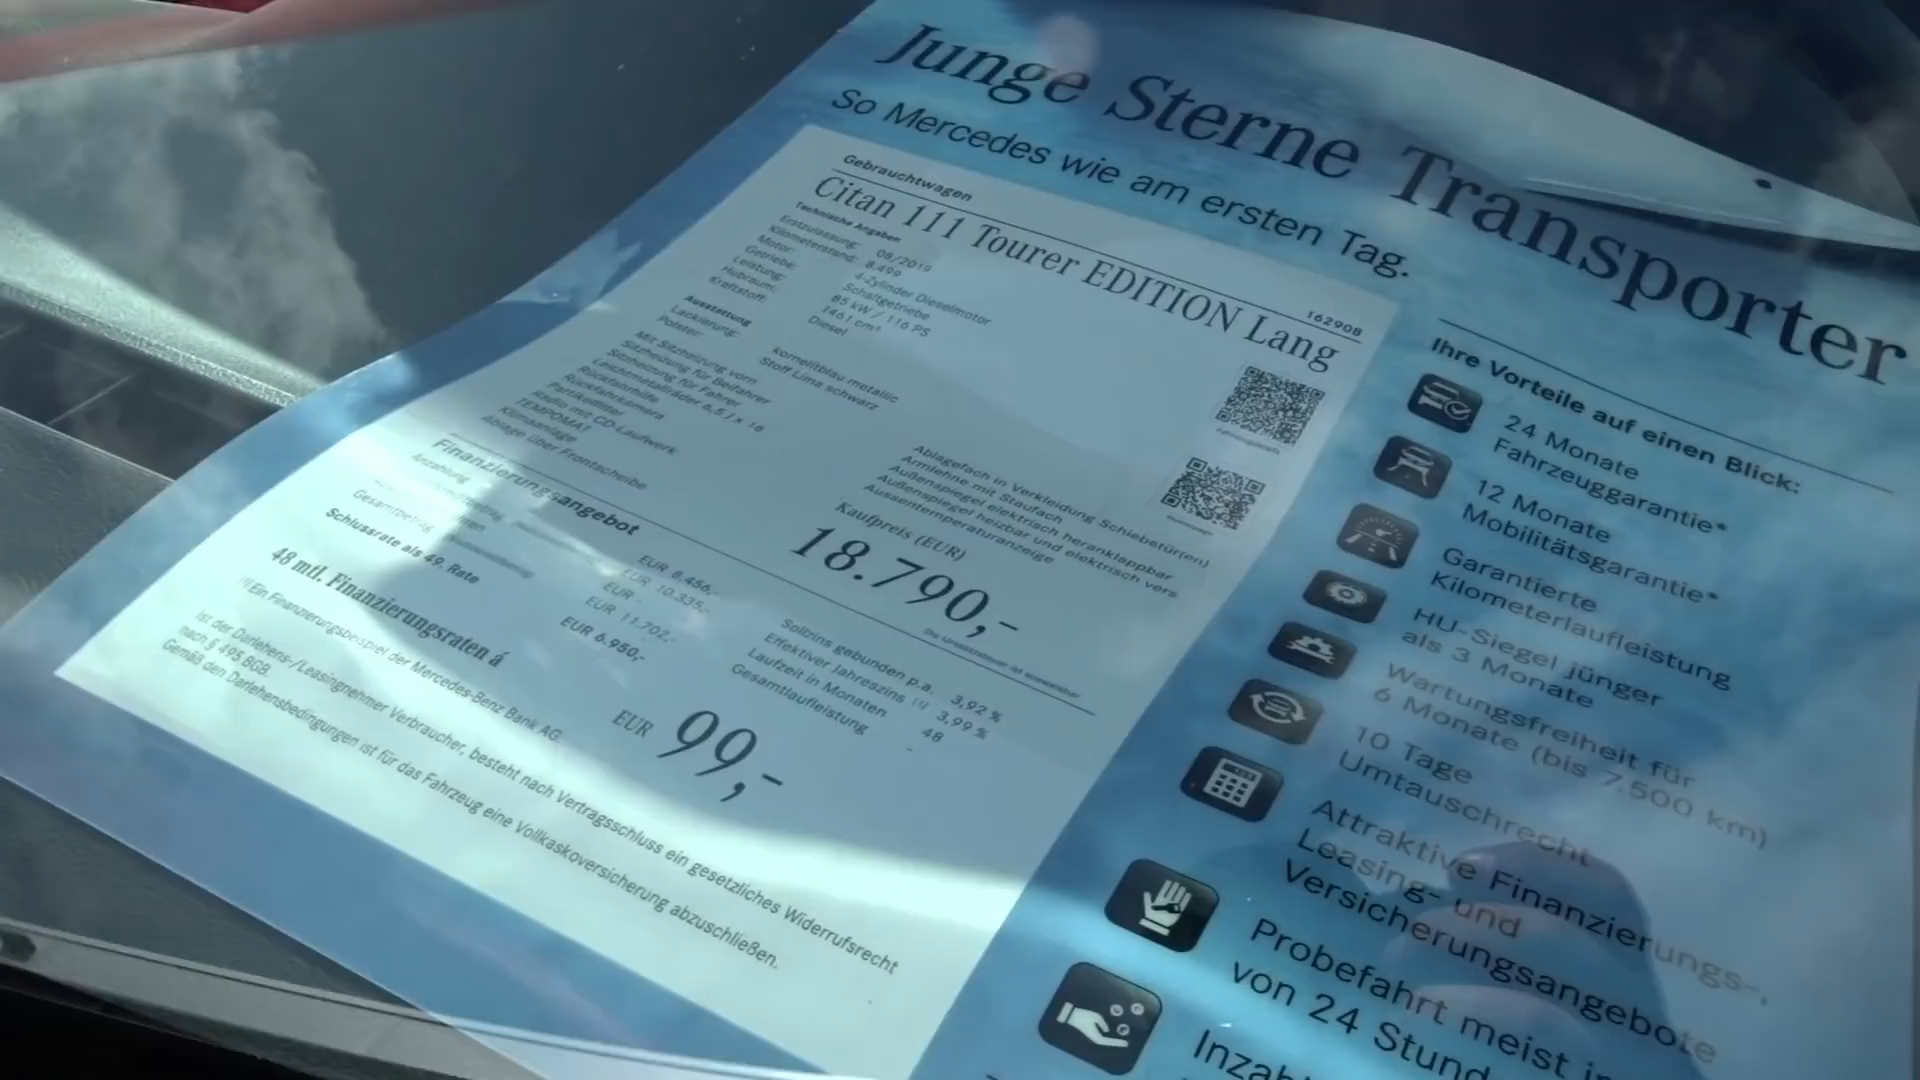 Junge Sterne Transporter
So Mercedes wie am ersten Tag.
Gebrauchtwagen
Citan 111 Tourer EDITION Lang
162908
Technische Angaben
Erstzulassung: 08/2019
Kilometerstand: 8.499
Motor: 4-Zylinder Dieselmotor
Getriebe: Schaltgetriebe
Leistung: 85 kW / 116 PS
Hubraum: 1461 cm³
Kraftstoff: Diesel
Ausstattung
Lackierung: kornellblau metallic
Polster: Stoff Lima schwarz
Mit Sitzheizung vorn
Sitzheizung für Beifahrer
Sitzheizung für Fahrer
Leichtmetallräder 6,5 J x 16
Rückfahrhilfe
Rückfahrkamera
Partikelfilter
Radio mit CD-Laufwerk
TEMPOMAT
Klimaanlage
Ablage über Frontscheibe
Ablagefach in Verkleidung Schiebetür(en)
Armlehne mit Staufach
Außenspiegel elektrisch heranklappbar
Außenspiegel heizbar und elektrisch vers
Aussentemperaturanzeige
Kaufpreis (EUR)
18.790,-
Finanzierungsangebot
Anzahlung EUR 8.456,-
EUR 10.335,-
EUR -
Gesamtbetrag EUR 11.702,-
Schlussrate als 49. Rate EUR 6.950,-
Sollzins gebunden p.a. 3,92 %
Effektiver Jahreszins (1) 3,99 %
Laufzeit in Monaten 48
Gesamtlaufleistung -
48 mtl. Finanzierungsraten á EUR 99,-
(1) Ein Finanzierungsbeispiel der Mercedes-Benz Bank AG.
Ist der Darlehens-/Leasingnehmer Verbraucher, besteht nach Vertragsschluss ein gesetzliches Widerrufsrecht
nach § 495 BGB.
Gemäß den Darlehensbedingungen ist für das Fahrzeug eine Vollkaskoversicherung abzuschließen.
Ihre Vorteile auf einen Blick:
24 Monate
Fahrzeuggarantie*
12 Monate
Mobilitätsgarantie*
Garantierte
Kilometerlaufleistung
HU-Siegel jünger
als 3 Monate
Wartungsfreiheit für
6 Monate (bis 7.500 km)
10 Tage
Umtauschrecht
Attraktive Finanzierungs-,
Leasing- und
Versicherungsangebote
Probefahrt meist in
von 24 Stund
Inzah